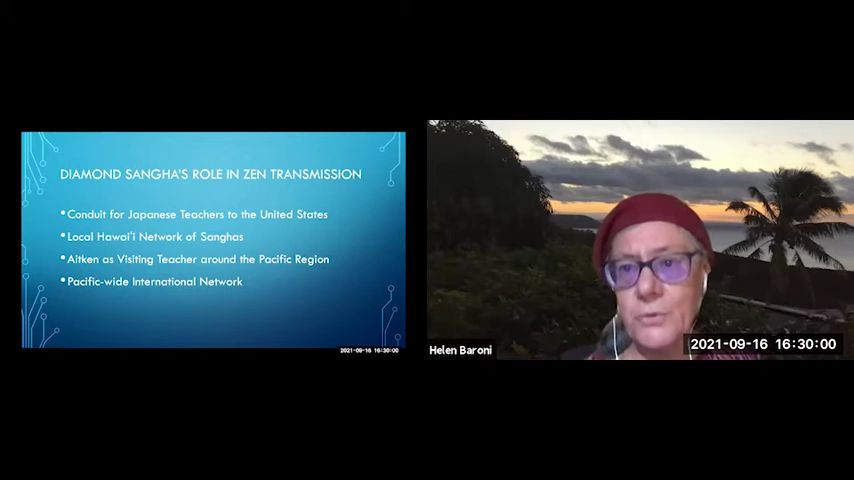 DIAMOND SANGHA'S ROLE IN ZEN TRANSMISSION
•Conduit for Japanese Teachers to the United States
•Local Hawai'i Network of Sanghas
•Aitken as Visiting Teacher around the Pacific Region
•Pacific-wide International Network
2021-09-16 16:30:00
Helen Baroni
2021-09-16 16:30:00